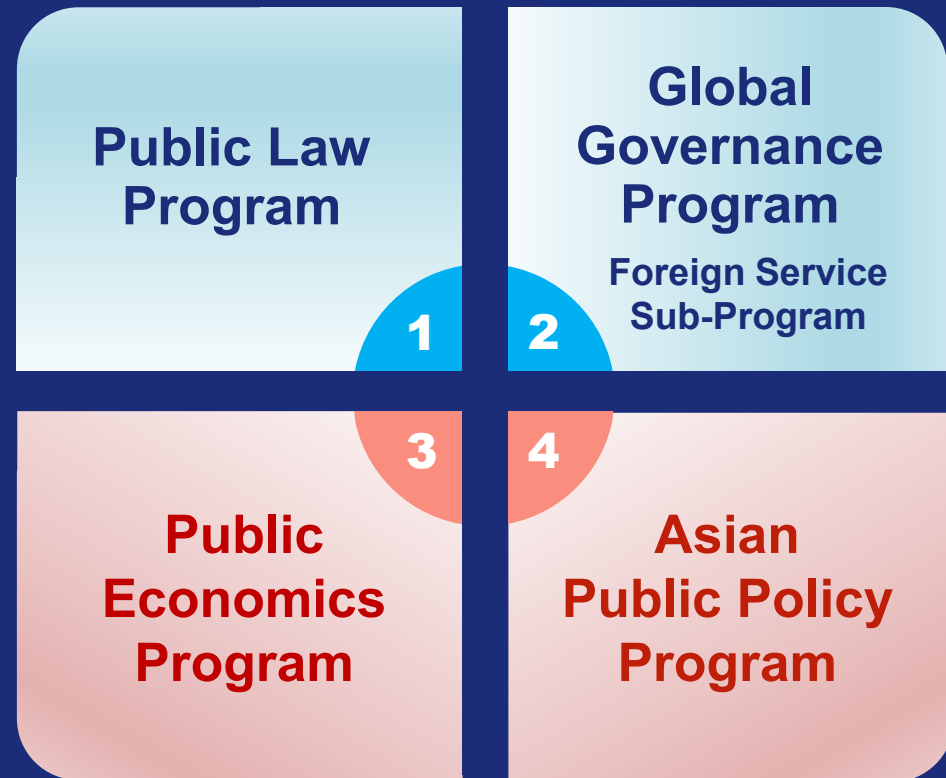 Public Law
Program
1
Global
Governance
Program
Foreign Service
Sub-Program
2
3
Public
Economics
Program
4
Asian
Public Policy
Program